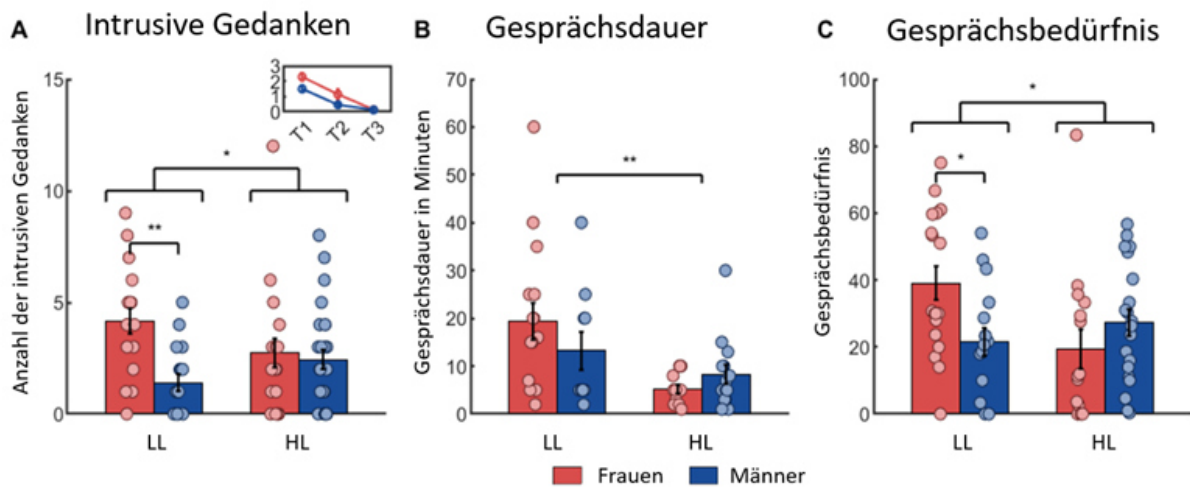 A Intrusive Gedanken
Anzahl der intrusiven Gedanken
15
10
5
0
3
2
1
0
T1 T2 T3
*
**
LL HL
B Gesprächsdauer
Gesprächsdauer in Minuten
70
60
50
40
30
20
10
0
**
LL HL
C Gesprächsbedürfnis
Gesprächsbedürfnis
100
80
60
40
20
0
*
*
LL HL
Frauen Männer